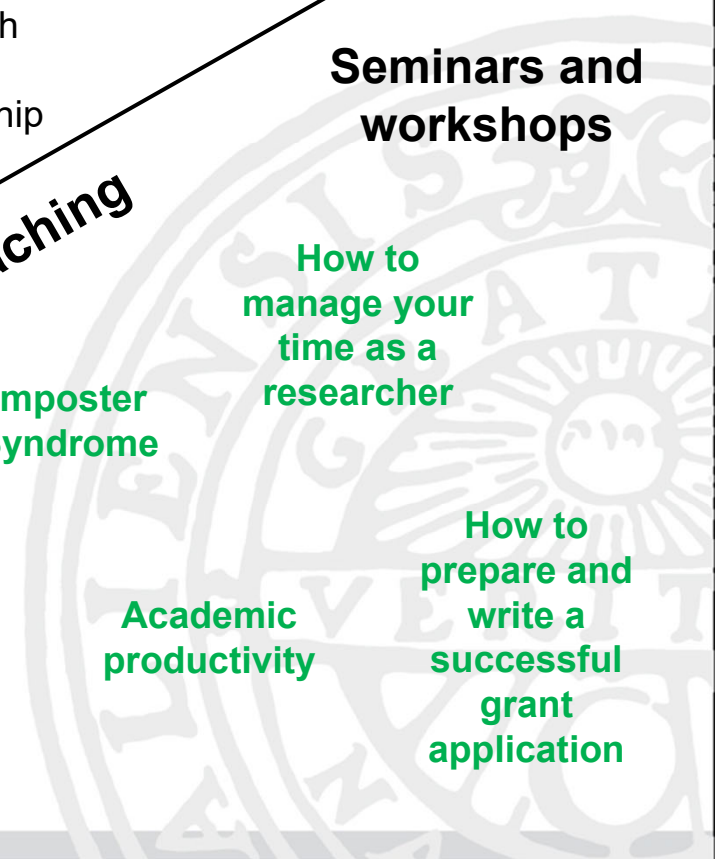 h
hip
Seminars and
workshops
ching
How to
manage your
time as a
researcher
mposter
yndrome
How to
prepare and
write a
successful
grant
application
Academic
productivity